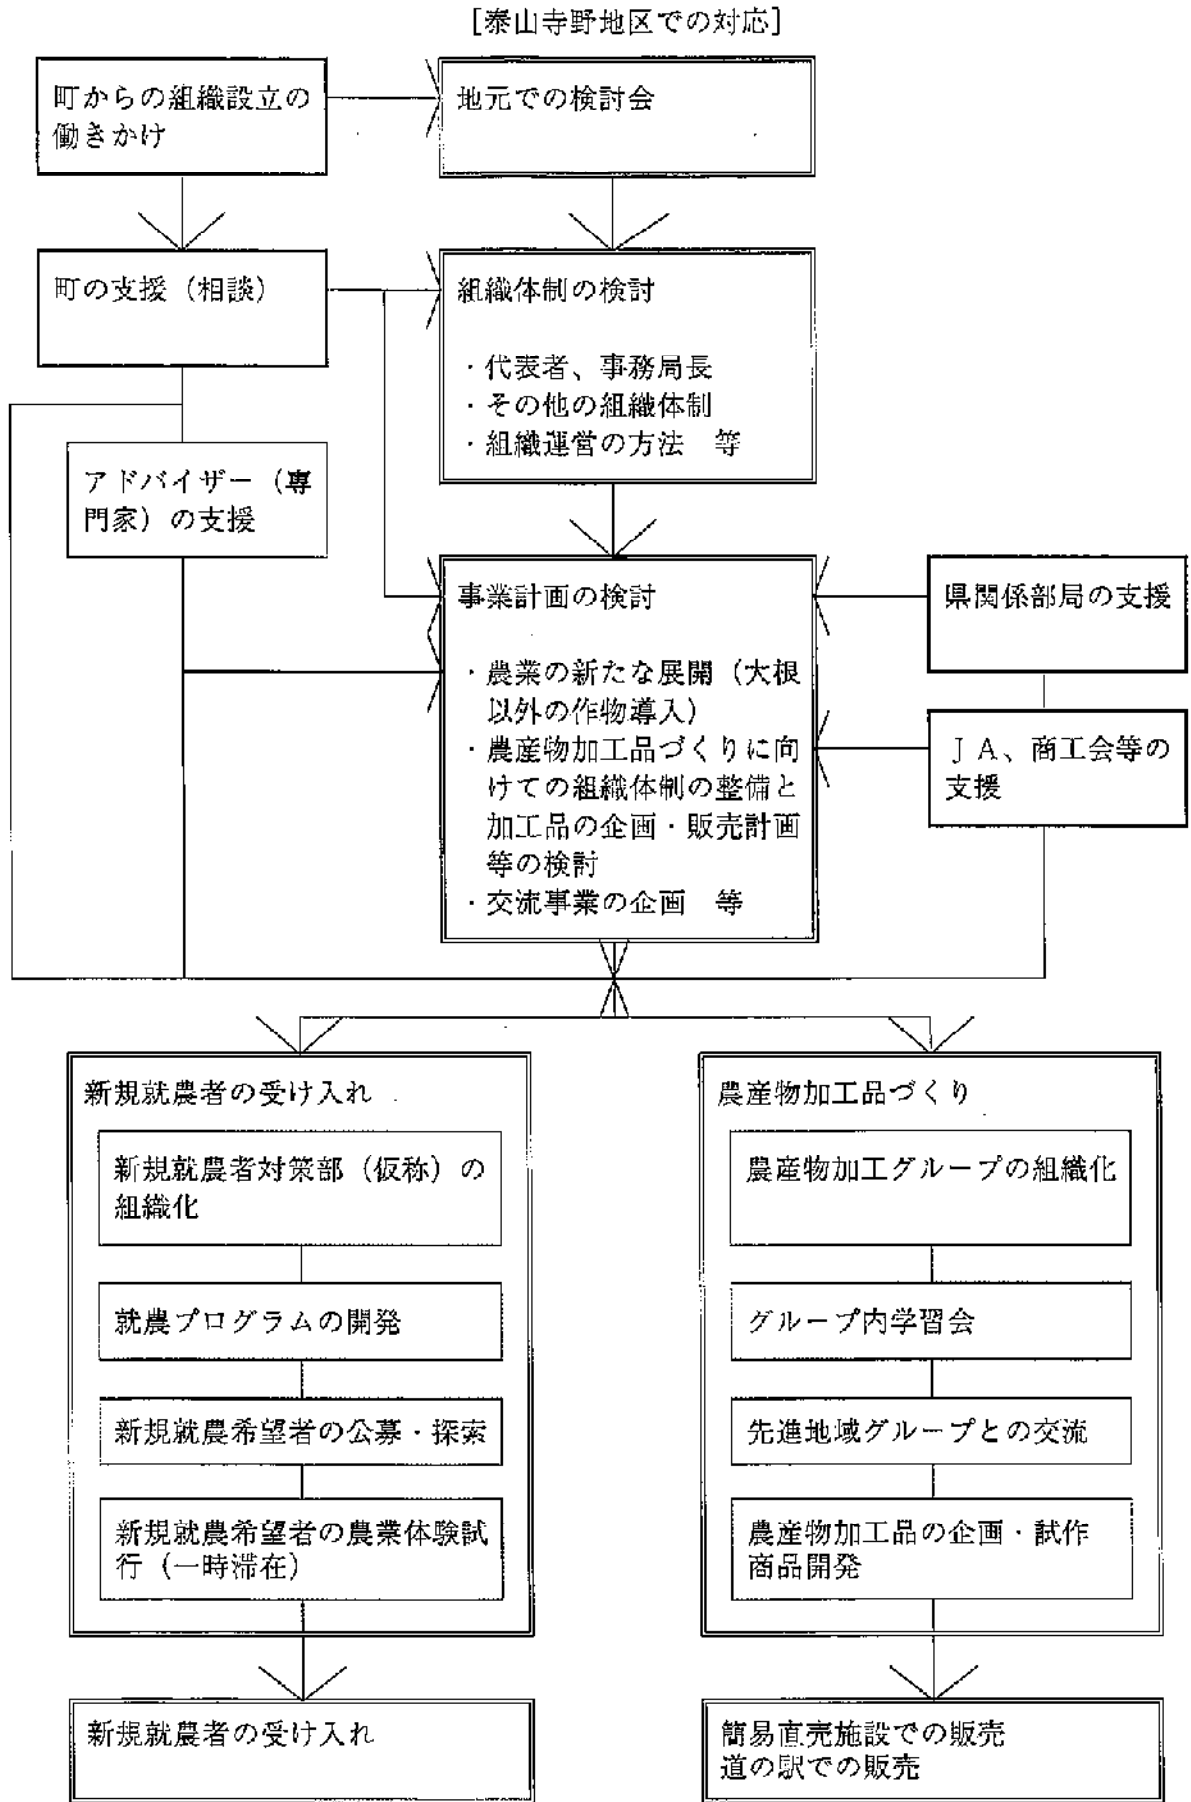 [泰山寺野地区での対応]
町からの組織設立の
働きかけ
地元での検討会
町の支援（相談）
組織体制の検討
・代表者、事務局長
・その他の組織体制
・組織運営の方法　等
アドバイザー（専
門家）の支援
事業計画の検討
・農業の新たな展開（大根
以外の作物導入）
・農産物加工品づくりに向
けての組織体制の整備と
加工品の企画・販売計画
等の検討
・交流事業の企画　等
県関係部局の支援
ＪＡ、商工会等の
支援
新規就農者の受け入れ
新規就農者対策部（仮称）の
組織化
就農プログラムの開発
新規就農希望者の公募・探索
新規就農希望者の農業体験試
行（一時滞在）
新規就農者の受け入れ
農産物加工品づくり
農産物加工グループの組織化
グループ内学習会
先進地域グループとの交流
農産物加工品の企画・試作
商品開発
簡易直売施設での販売
道の駅での販売